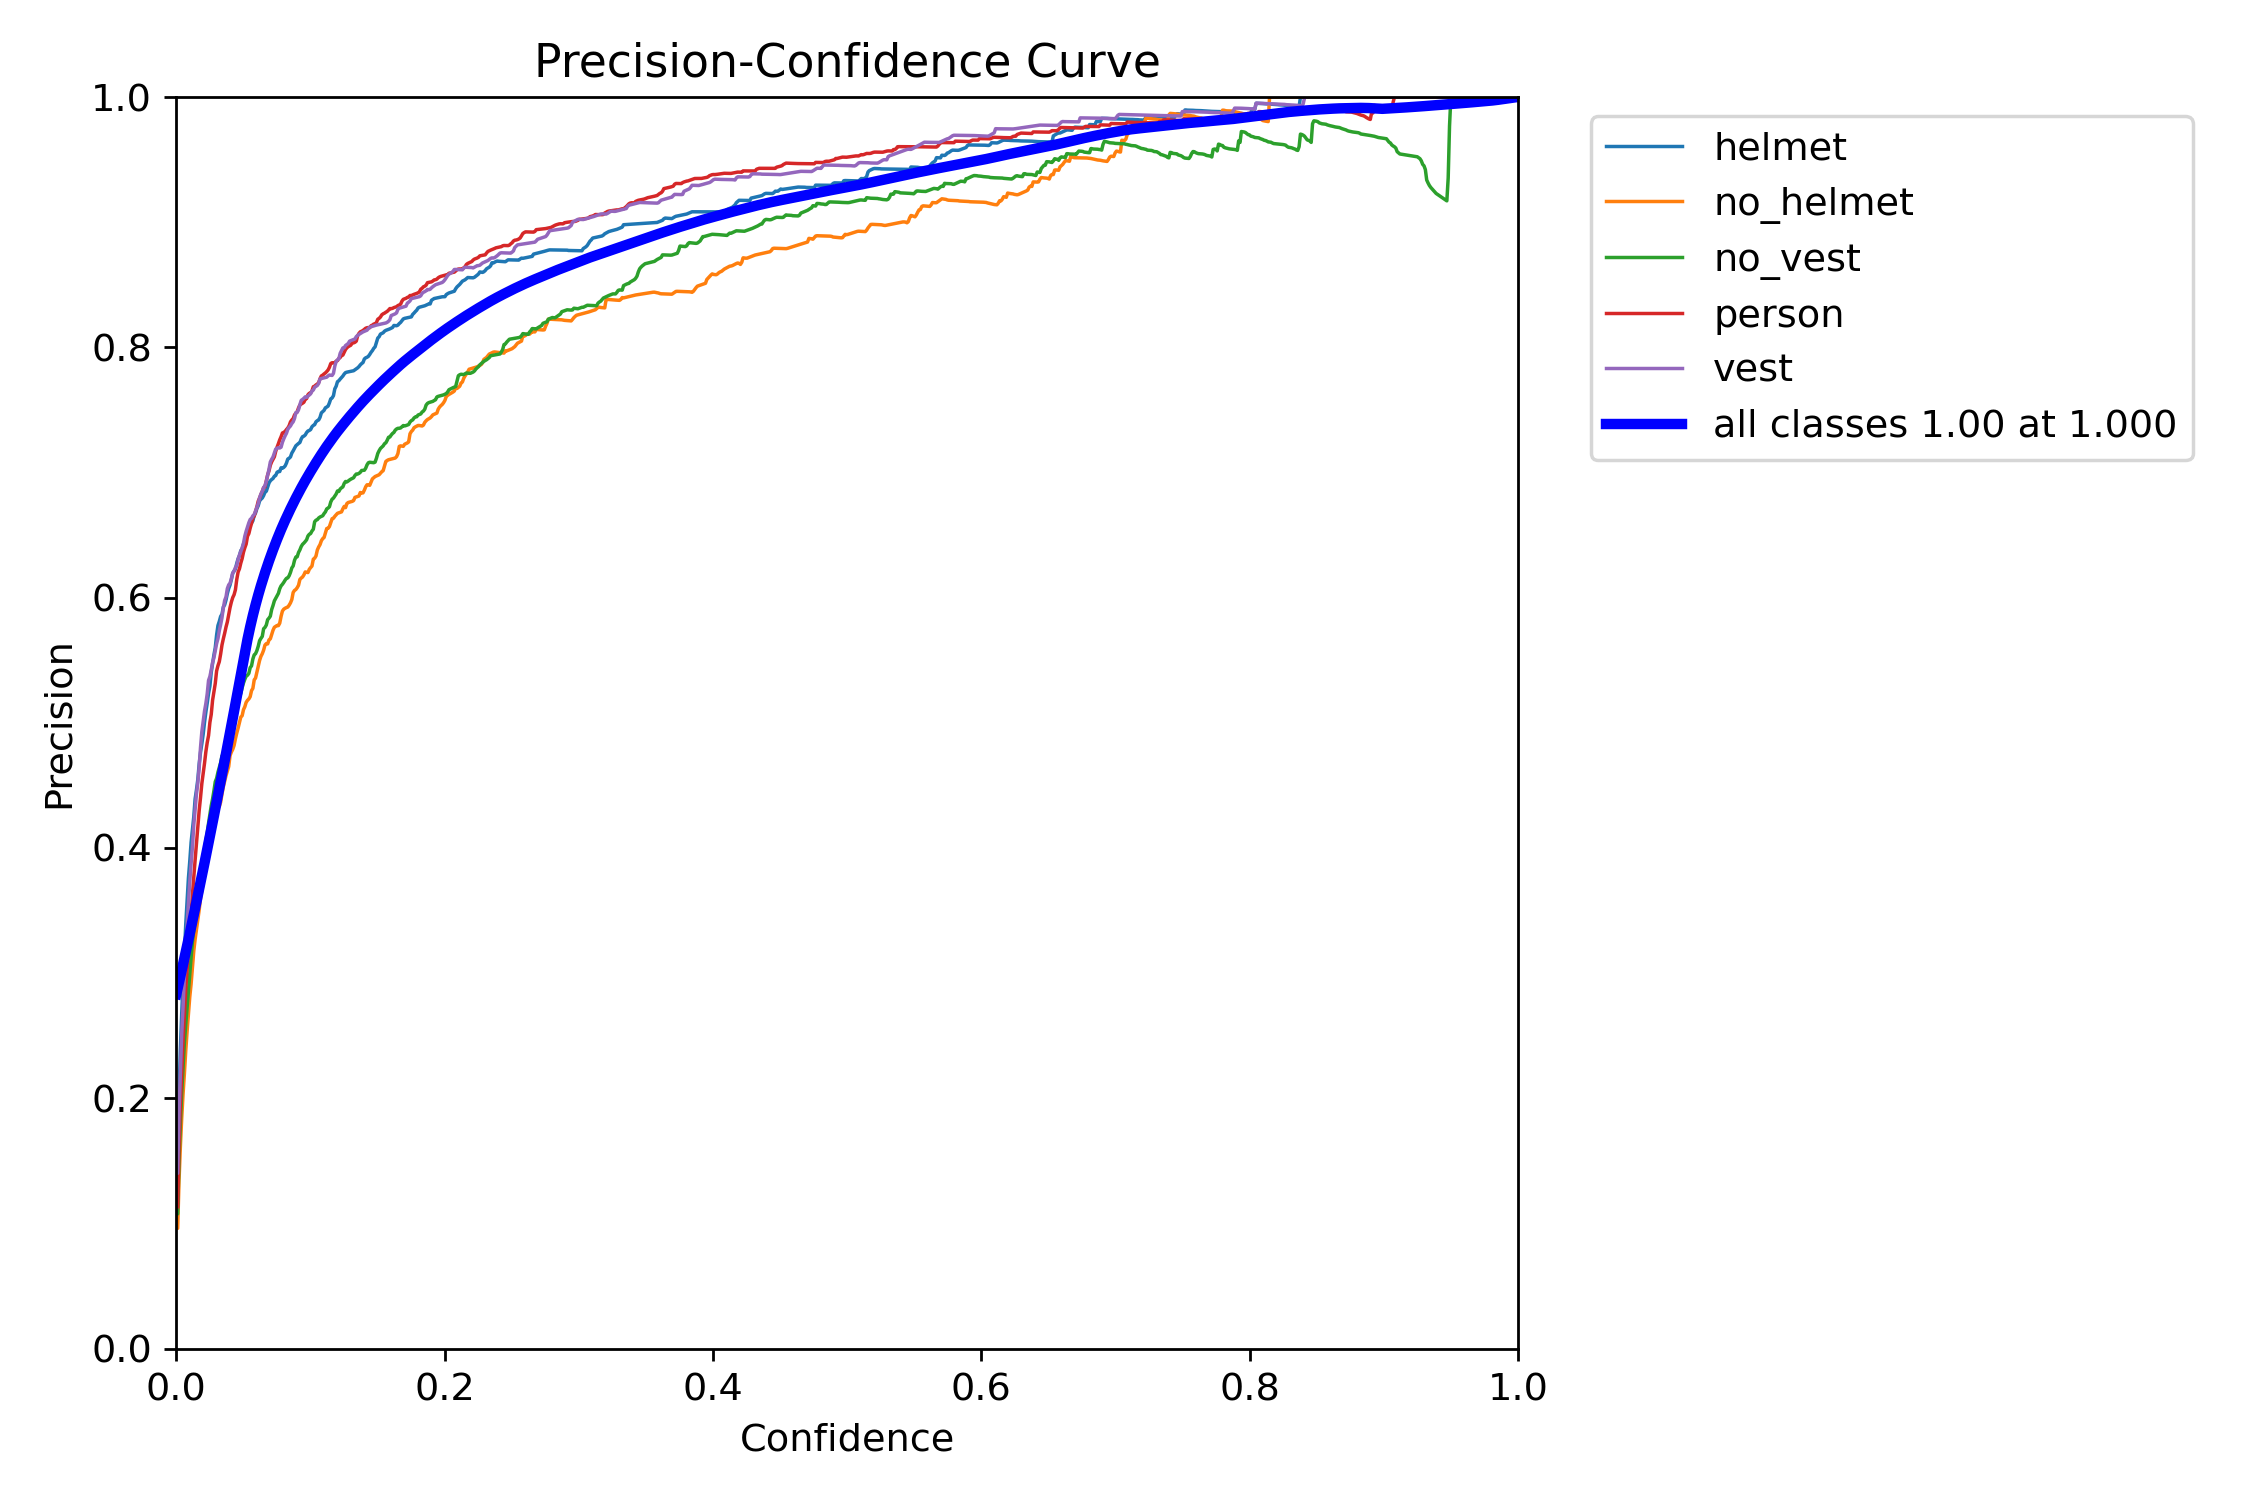 Precision-Confidence Curve
1.0
0.8
0.6
0.4
0.2
0.0
Precision
0.0 0.2 0.4 0.6 0.8 1.0
Confidence
helmet
no_helmet
no_vest
person
vest
all classes 1.00 at 1.000